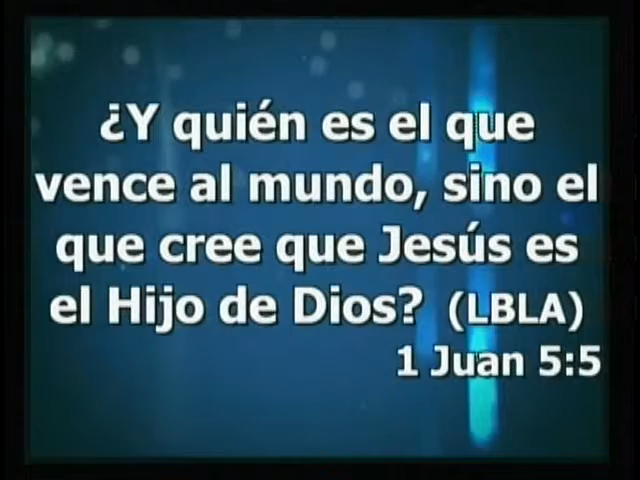 ¿Y quién es el que
vence al mundo, sino el
que cree que Jesús es
el Hijo de Dios? (LBLA)
1 Juan 5:5